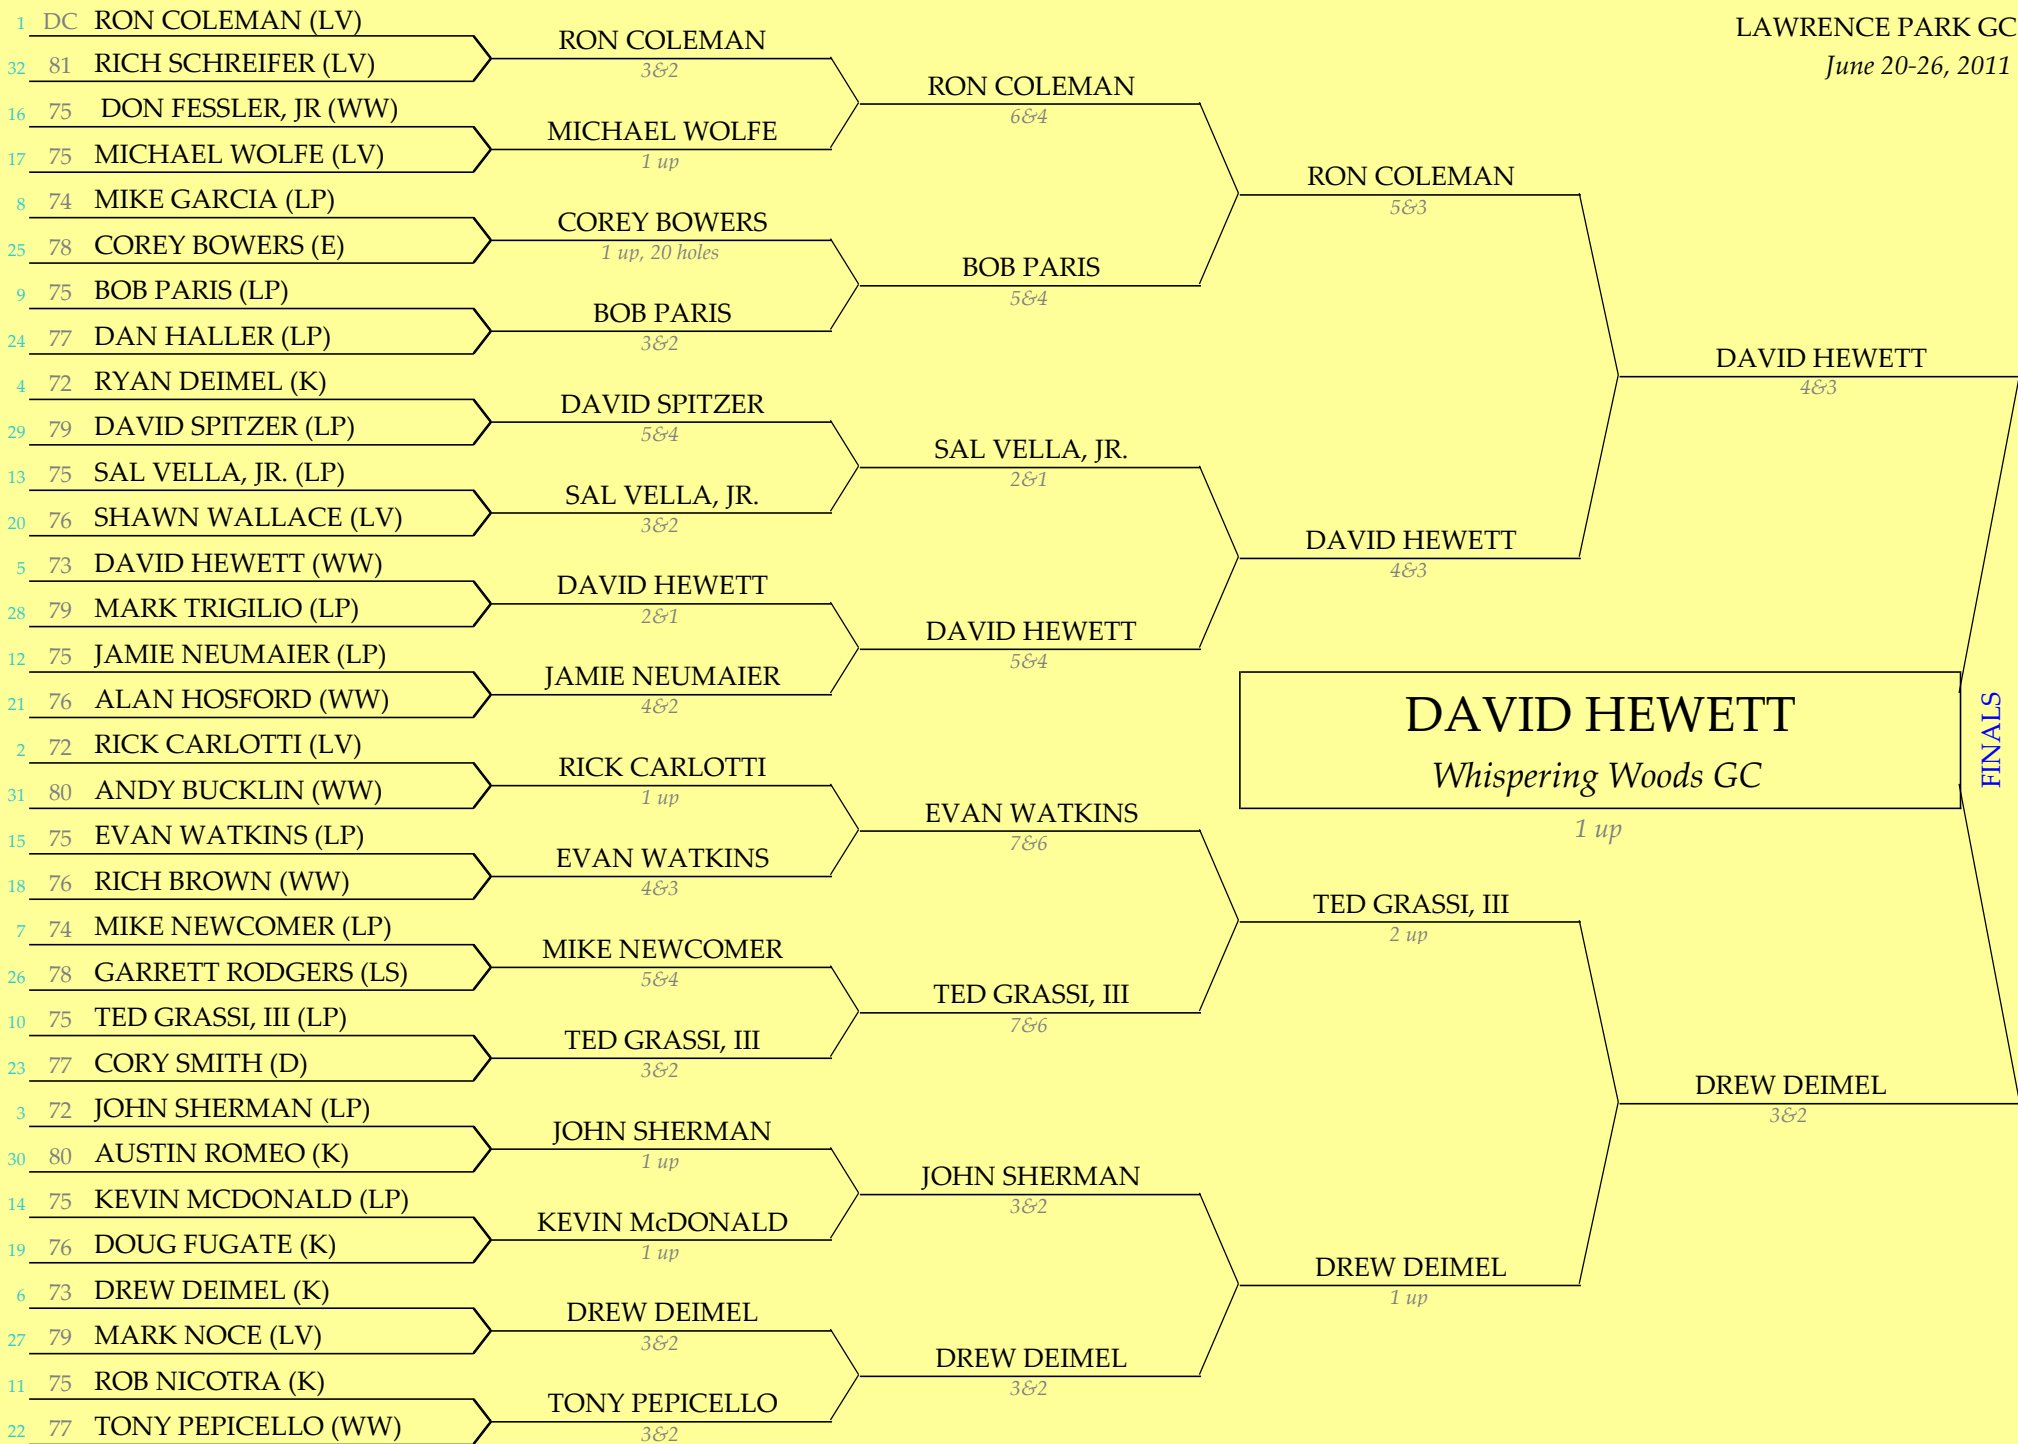 LAWRENCE PARK GC
June 20-26, 2011
1 DC RON COLEMAN (LV)
32 81 RICH SCHREIFER (LV)
16 75 DON FESSLER, JR (WW)
17 75 MICHAEL WOLFE (LV)
8 74 MIKE GARCIA (LP)
25 78 COREY BOWERS (E)
9 75 BOB PARIS (LP)
24 77 DAN HALLER (LP)
4 72 RYAN DEIMEL (K)
29 79 DAVID SPITZER (LP)
13 75 SAL VELLA, JR. (LP)
20 76 SHAWN WALLACE (LV)
5 73 DAVID HEWETT (WW)
28 79 MARK TRIGILIO (LP)
12 75 JAMIE NEUMAIER (LP)
21 76 ALAN HOSFORD (WW)
2 72 RICK CARLOTTI (LV)
31 80 ANDY BUCKLIN (WW)
15 75 EVAN WATKINS (LP)
18 76 RICH BROWN (WW)
7 74 MIKE NEWCOMER (LP)
26 78 GARRETT RODGERS (LS)
10 75 TED GRASSI, III (LP)
23 77 CORY SMITH (D)
3 72 JOHN SHERMAN (LP)
30 80 AUSTIN ROMEO (K)
14 75 KEVIN MCDONALD (LP)
19 76 DOUG FUGATE (K)
6 73 DREW DEIMEL (K)
27 79 MARK NOCE (LV)
11 75 ROB NICOTRA (K)
22 77 TONY PEPICELLO (WW)
RON COLEMAN
3&2
MICHAEL WOLFE
1 up
COREY BOWERS
1 up, 20 holes
BOB PARIS
3&2
DAVID SPITZER
5&4
SAL VELLA, JR.
3&2
DAVID HEWETT
2&1
JAMIE NEUMAIER
4&2
RICK CARLOTTI
1 up
EVAN WATKINS
4&3
MIKE NEWCOMER
5&4
TED GRASSI, III
3&2
JOHN SHERMAN
1 up
KEVIN McDONALD
1 up
DREW DEIMEL
3&2
TONY PEPICELLO
3&2
RON COLEMAN
6&4
BOB PARIS
5&4
SAL VELLA, JR.
2&1
DAVID HEWETT
5&4
EVAN WATKINS
7&6
TED GRASSI, III
7&6
JOHN SHERMAN
3&2
DREW DEIMEL
3&2
RON COLEMAN
5&3
DAVID HEWETT
4&3
TED GRASSI, III
2 up
DREW DEIMEL
1 up
DAVID HEWETT
4&3
DREW DEIMEL
3&2
DAVID HEWETT
Whispering Woods GC
1 up
FINALS